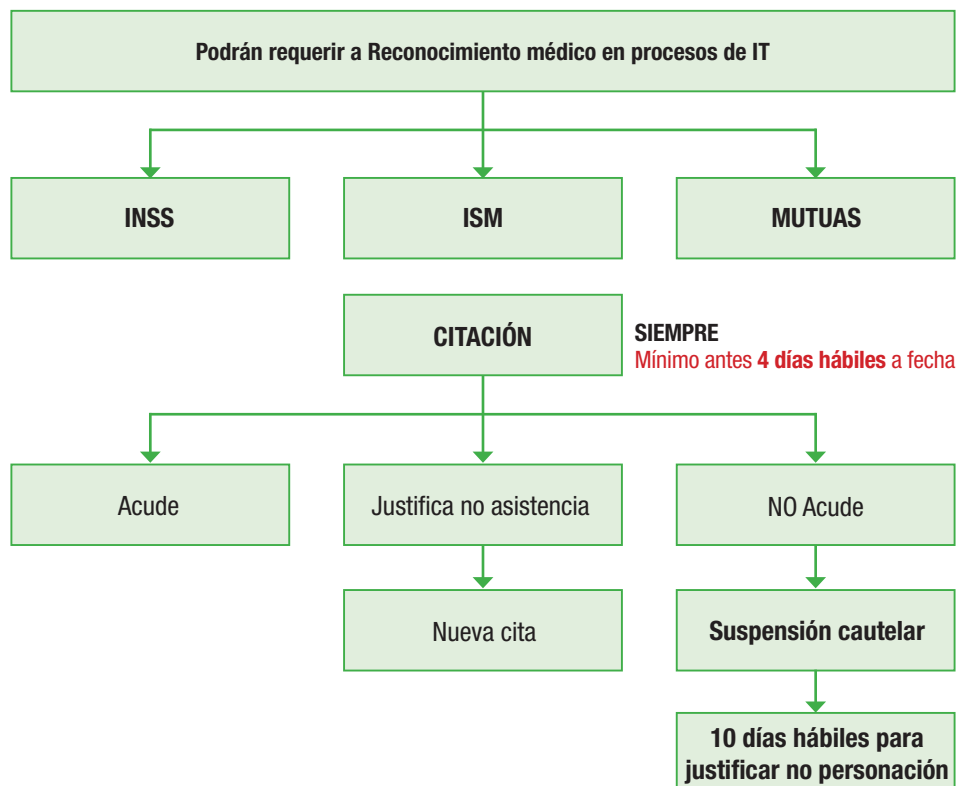 Podrán requerir a Reconocimiento médico en procesos de IT
INSS
ISM
MUTUAS
CITACIÓN
SIEMPRE
Mínimo antes 4 días hábiles a fecha
Acude
Justifica no asistencia
NO Acude
Nueva cita
Suspensión cautelar
10 días hábiles para
justificar no personación